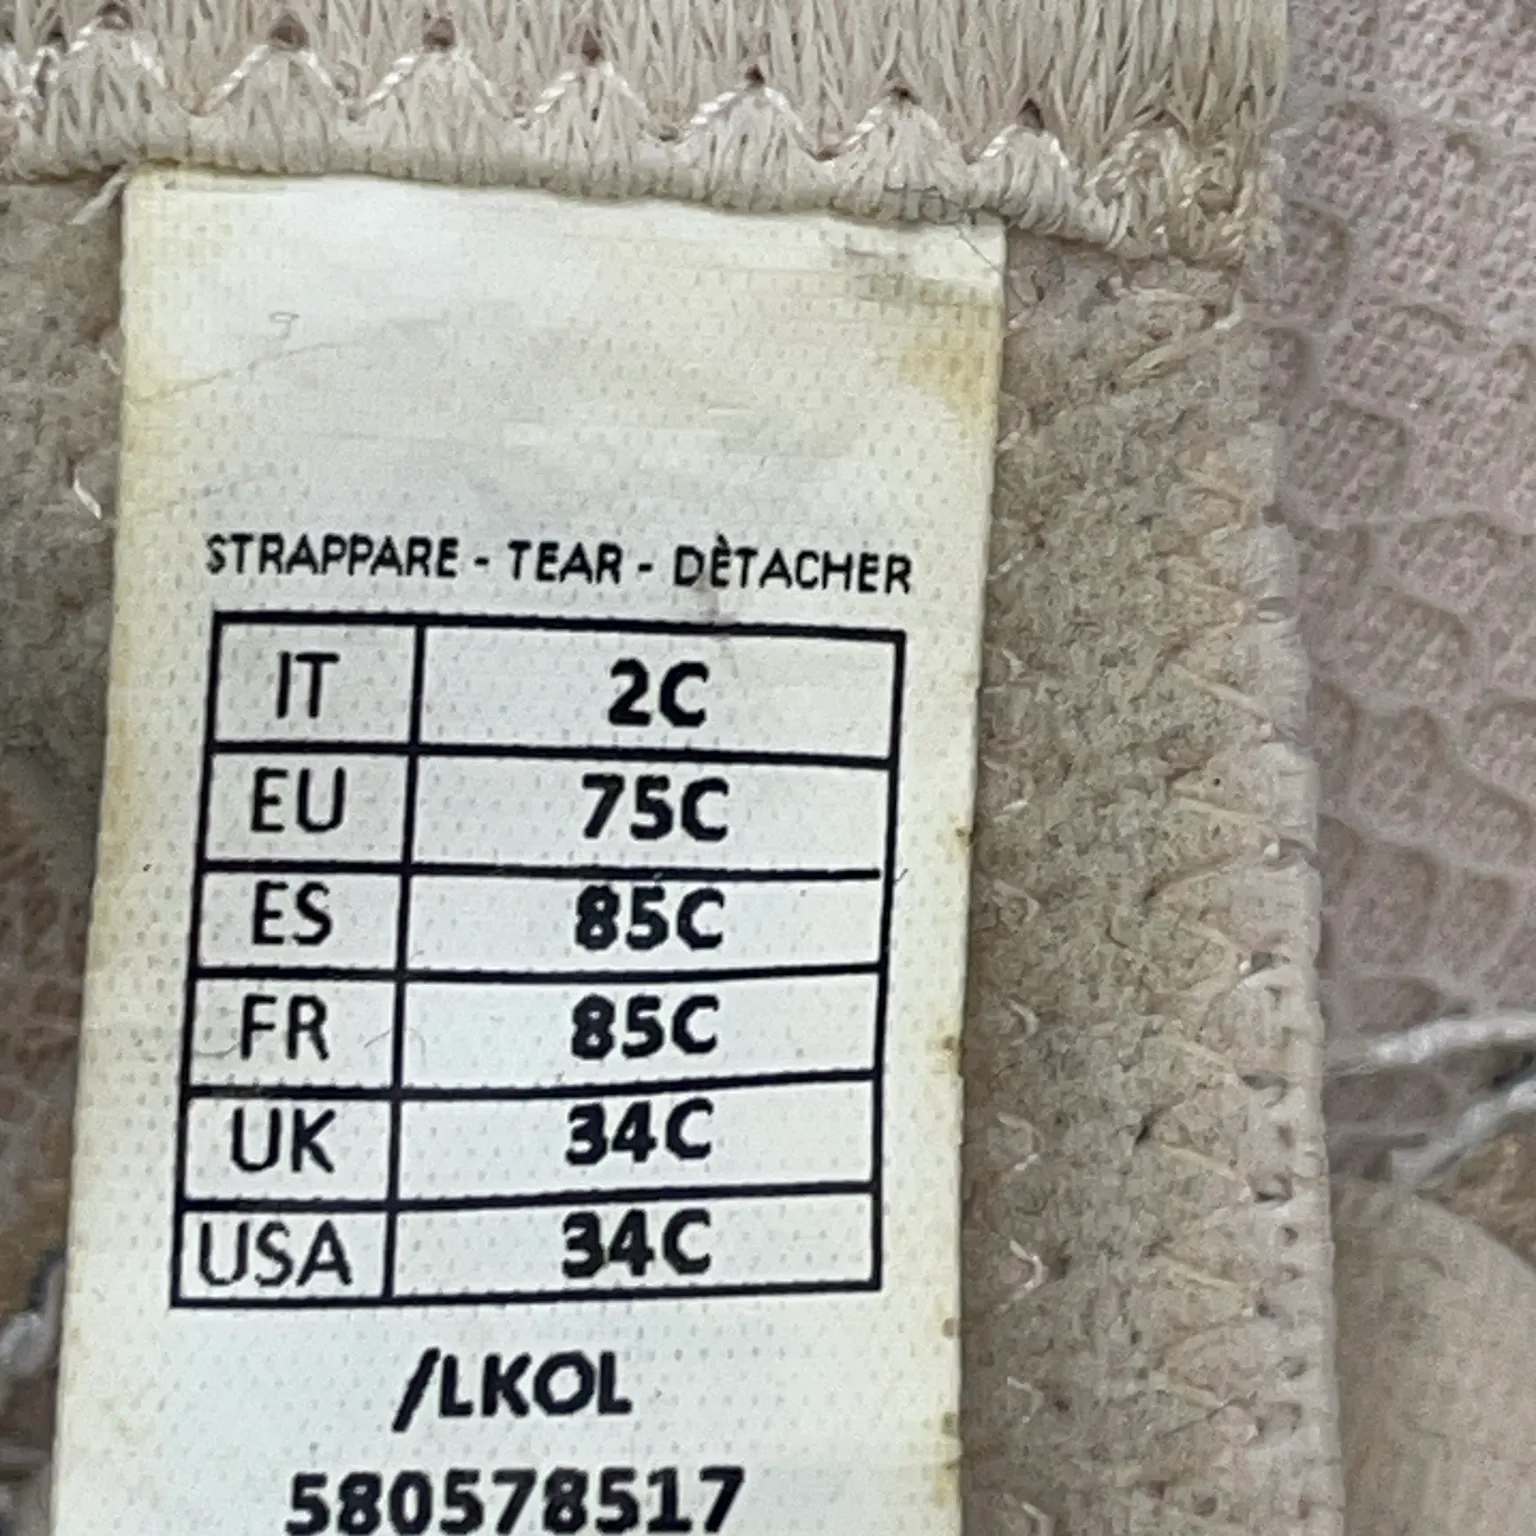 STRAPPARE - TEAR - DÈTACHER
IT 2C
EU 75C
ES 85C
FR 85C
UK 34C
USA 34C
/LKOL
580578517